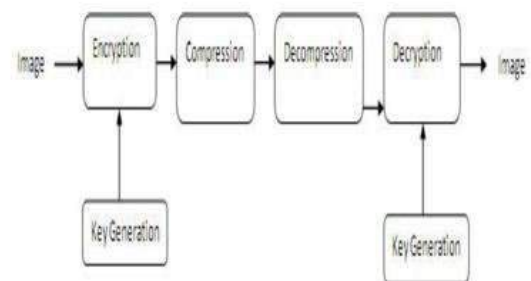 Image
Encryption
Compression
Decompression
Decryption
Image
Key Generation
Key Generation